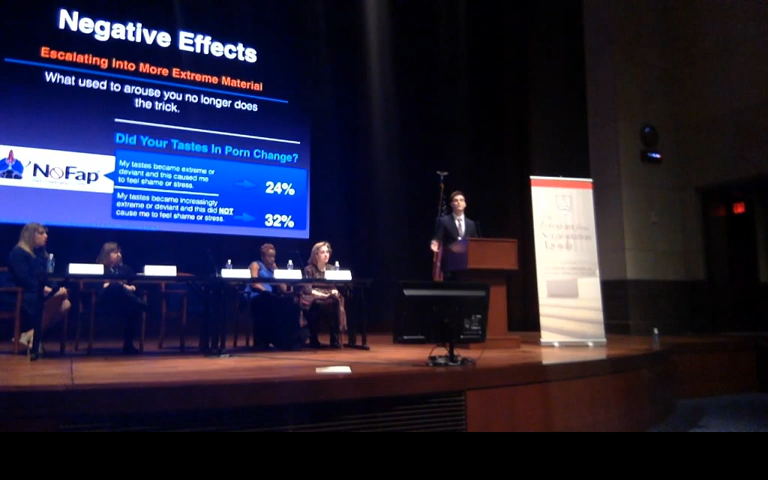 Negative Effects
Escalating Into More Extreme Material
What used to arouse you no longer does
the trick.
Did Your Tastes In Porn Change?
NoFap
My tastes became extreme or
deviant and this caused me
to feel shame or stress.
24%
My tastes became increasingly
extreme or deviant and this did NOT
cause me to feel shame or stress.
32%